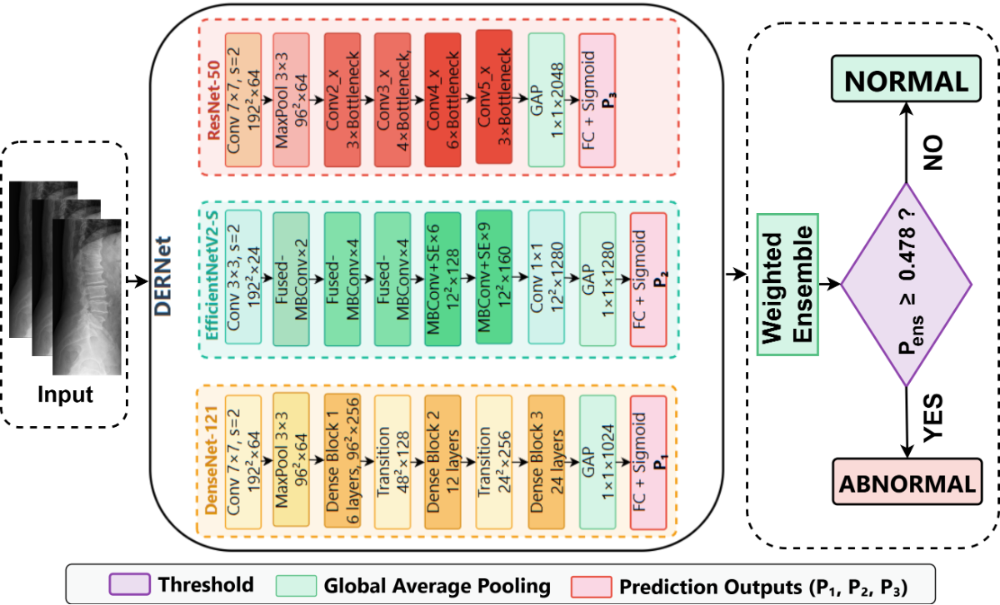 Input
DERNet
ResNet-50
Conv 7×7, s=2
192²×64
MaxPool 3×3
96²×64
Conv2_x
3×Bottleneck
Conv3_x
4×Bottleneck,
Conv4_x
6×Bottleneck
Conv5_x
3×Bottleneck
GAP
1×1×2048
FC + Sigmoid
P₃
EfficientNetV2-S
Conv 3×3, s=2
192²×24
Fused-
MBConv×2
Fused-
MBConv×4
Fused-
MBConv×4
MBConv+SE×6
12²×128
MBConv+SE×9
12²×160
Conv 1×1
12²×1280
GAP
1×1×1280
FC + Sigmoid
P₂
DenseNet-121
Conv 7×7, s=2
192²×64
MaxPool 3×3
96²×64
Dense Block 1
6 layers, 96²×256
Transition
48²×128
Dense Block 2
12 layers
Transition
24²×256
Dense Block 3
24 layers
GAP
1×1×1024
FC + Sigmoid
P₁
Weighted
Ensemble
P_ens ≥ 0.478 ?
NO
NORMAL
YES
ABNORMAL
Threshold
Global Average Pooling
Prediction Outputs (P₁, P₂, P₃)